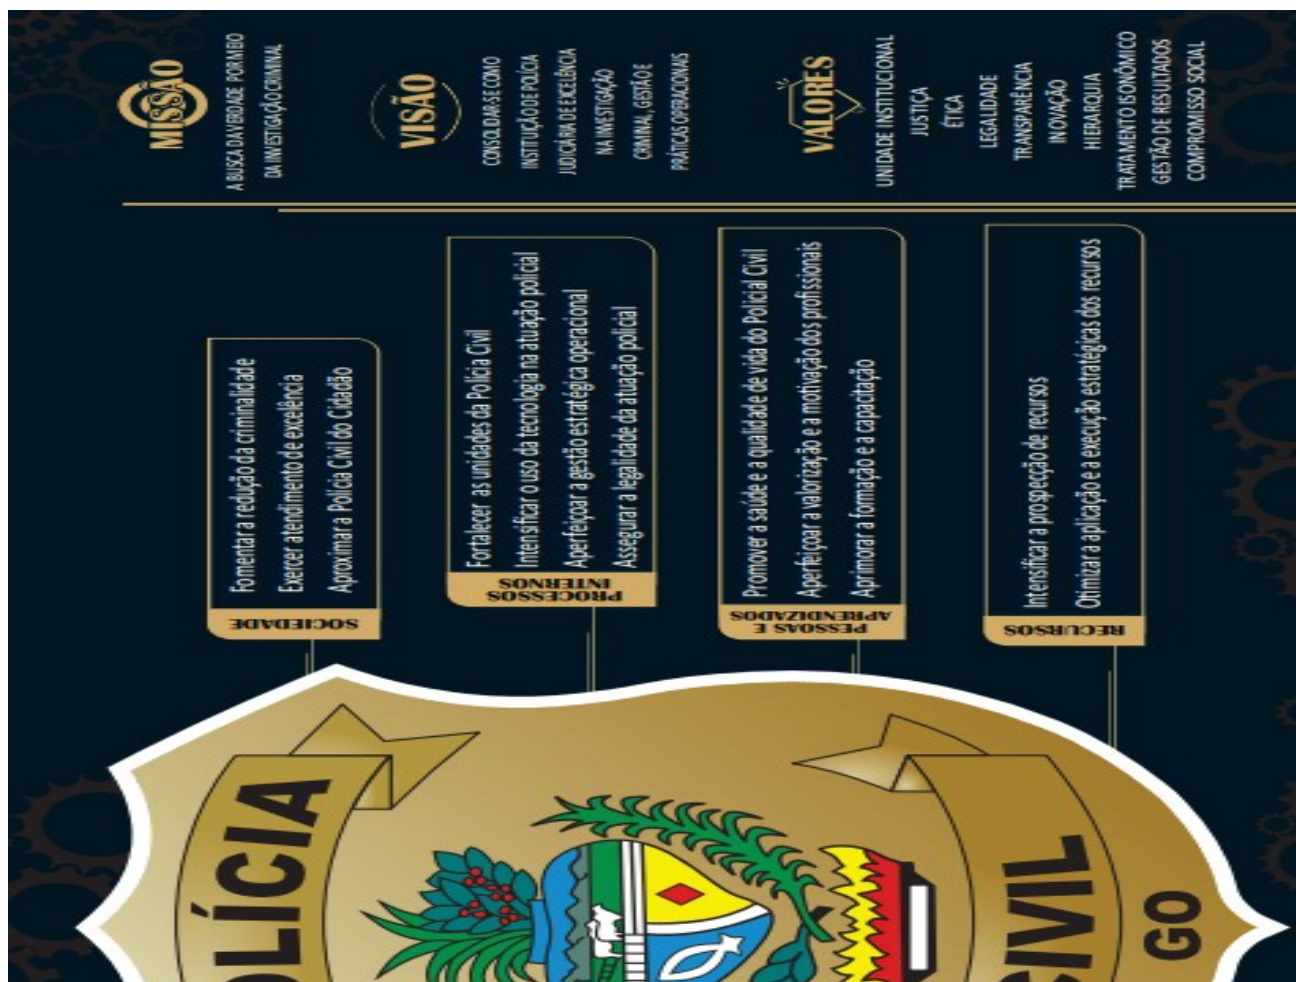 MISSÃO
A BUSCA DA VERDADE POR MEIO
DA INVESTIGAÇÃO CRIMINAL
VISÃO
CONSOLIDAR-SE COMO
INSTITUIÇÃO DE POLÍCIA
JUDICIÁRIA DE EXCELÊNCIA
NA INVESTIGAÇÃO
CRIMINAL, GESTÃO E
PRÁTICAS OPERACIONAIS
VALORES
UNIDADE INSTITUCIONAL
JUSTIÇA
ÉTICA
LEGALIDADE
TRANSPARÊNCIA
INOVAÇÃO
HIERARQUIA
TRATAMENTO ISONÔMICO
GESTÃO DE RESULTADOS
COMPROMISSO SOCIAL
SOCIEDADE
Fomentar a redução da criminalidade
Exercer atendimento de excelência
Aproximar a Polícia Civil do Cidadão
PROCESSOS
INTERNOS
Fortalecer as unidades da Polícia Civil
Intensificar o uso da tecnologia na atuação policial
Aperfeiçoar a gestão estratégica operacional
Assegurar a legalidade da atuação policial
PESSOAS E
APRENDIZADOS
Promover a saúde e a qualidade de vida do Policial Civil
Aperfeiçoar a valorização e a motivação dos profissionais
Aprimorar a formação e a capacitação
RECURSOS
Intensificar a prospecção de recursos
Otimizar a aplicação e a execução estratégicas dos recursos
OLÍCIA
CIVIL
GO